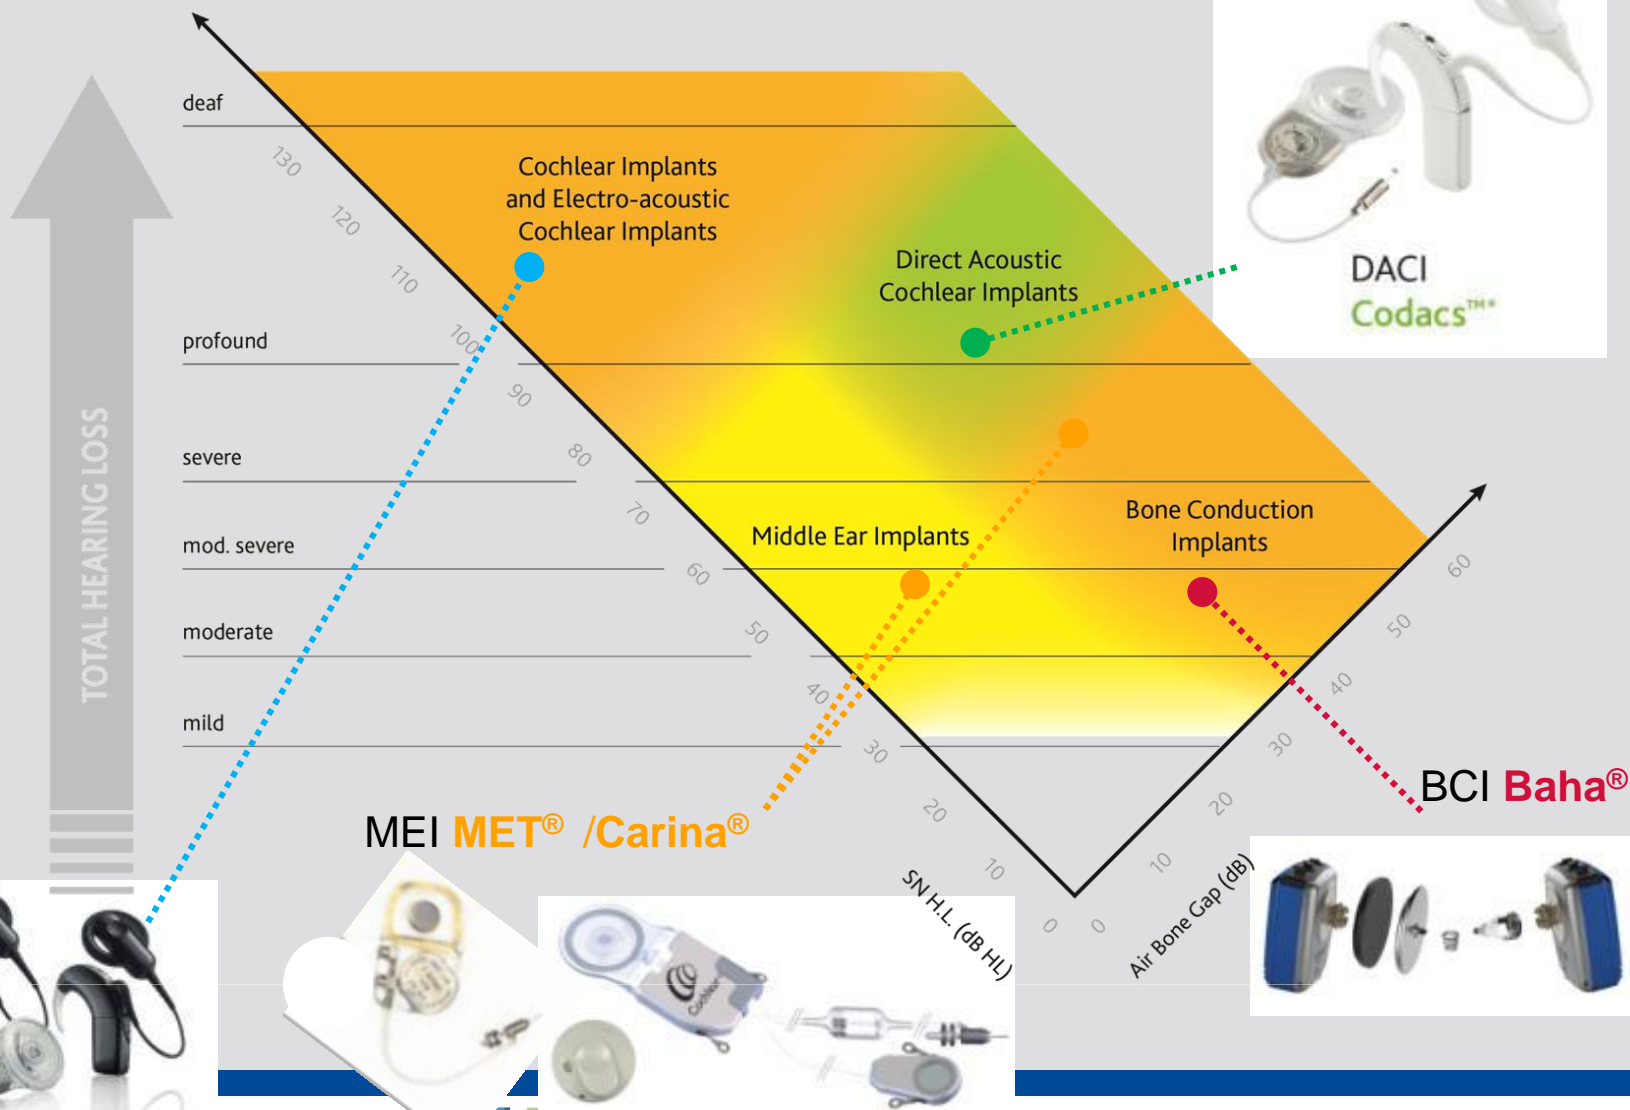 deaf
130
Cochlear Implants
and Electro-acoustic
Cochlear Implants
120
110
Direct Acoustic
Cochlear Implants
DACI
Codacs™*
profound
100
90
severe
80
70
Bone Conduction
Implants
Middle Ear Implants
mod. severe
60
60
50
moderate
50
40
40
mild
30
30
20
20
10
10
0
0
TOTAL HEARING LOSS
SN H.L. (dB HL)
Air Bone Gap (dB)
MEI MET® /Carina®
BCI Baha®
Cochlear